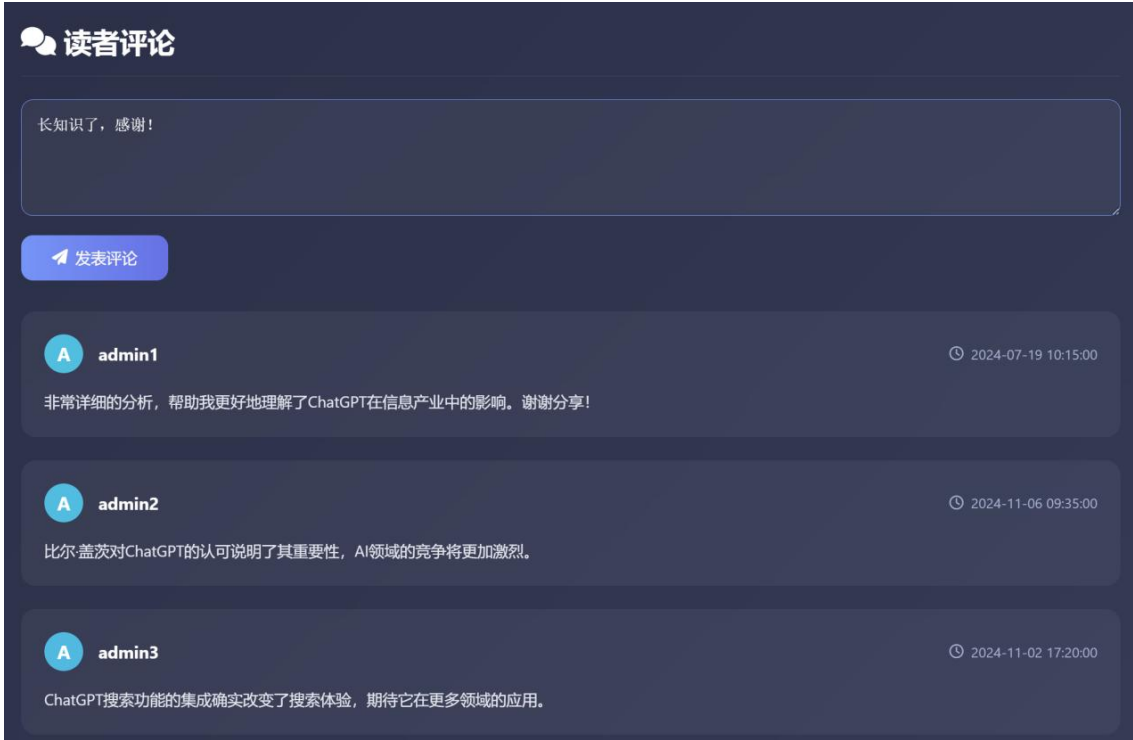 读者评论
长知识了，感谢！
发表评论
A admin1 2024-07-19 10:15:00
非常详细的分析，帮助我更好地理解了ChatGPT在信息产业中的影响。谢谢分享！
A admin2 2024-11-06 09:35:00
比尔·盖茨对ChatGPT的认可说明了其重要性，AI领域的竞争将更加激烈。
A admin3 2024-11-02 17:20:00
ChatGPT搜索功能的集成确实改变了搜索体验，期待它在更多领域的应用。